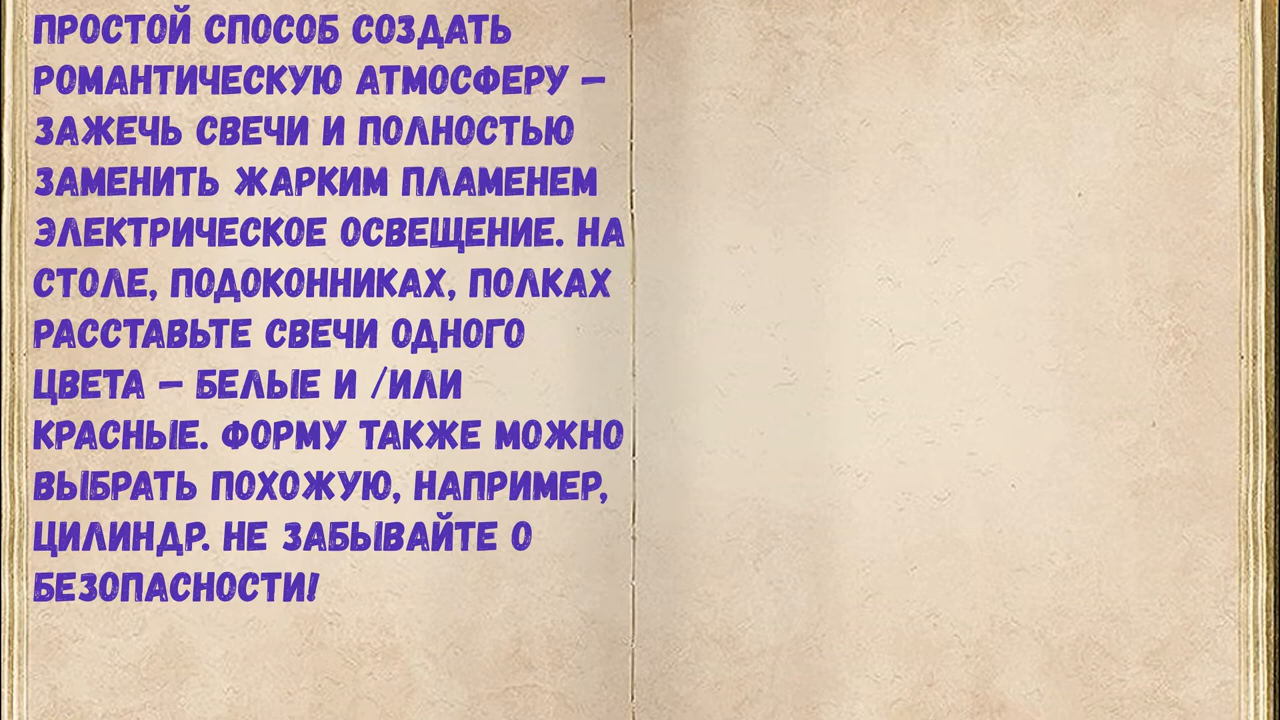 ПРОСТОЙ СПОСОБ СОЗДАТЬ
РОМАНТИЧЕСКУЮ АТМОСФЕРУ –
ЗАЖЕЧЬ СВЕЧИ И ПОЛНОСТЬЮ
ЗАМЕНИТЬ ЖАРКИМ ПЛАМЕНЕМ
ЭЛЕКТРИЧЕСКОЕ ОСВЕЩЕНИЕ. НА
СТОЛЕ, ПОДОКОННИКАХ, ПОЛКАХ
РАССТАВЬТЕ СВЕЧИ ОДНОГО
ЦВЕТА – БЕЛЫЕ И /ИЛИ
КРАСНЫЕ. ФОРМУ ТАКЖЕ МОЖНО
ВЫБРАТЬ ПОХОЖУЮ, НАПРИМЕР,
ЦИЛИНДР. НЕ ЗАБЫВАЙТЕ О
БЕЗОПАСНОСТИ!